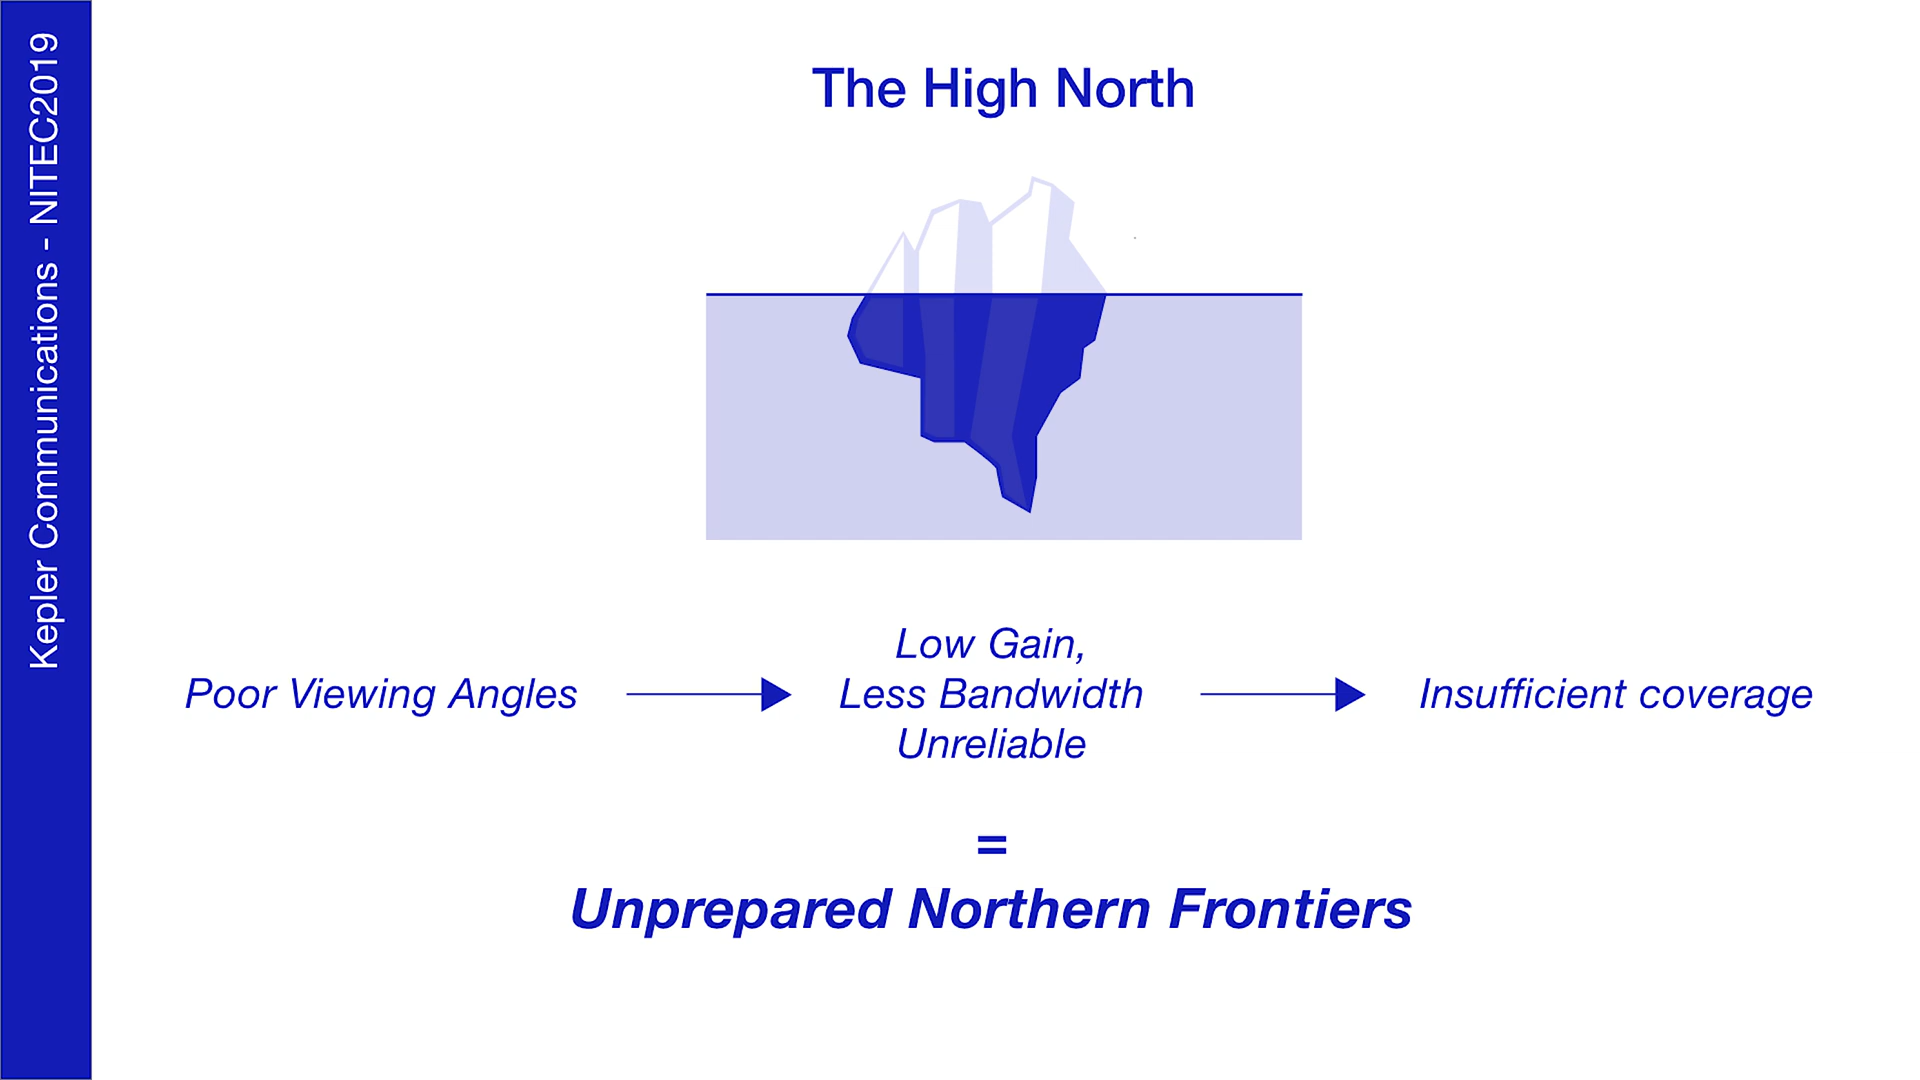 Kepler Communications - NITEC2019
The High North
Poor Viewing Angles
Low Gain,
Less Bandwidth
Unreliable
Insufficient coverage
=
Unprepared Northern Frontiers